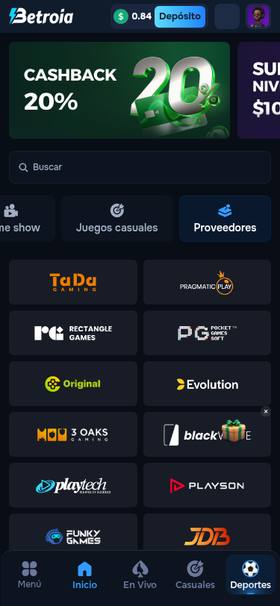 Betroia
$ 0.84 Depósito
CASHBACK
20%
20
SU
NIV
$10
Buscar
me show
Juegos casuales
Proveedores
TaDa
GAMING
PRAGMATIC PLAY
RG RECTANGLE
GAMES
PG POCKET
GAMES
SOFT
Original
Evolution
3 OAKS
GAMING
black
playtech
PLAYSON
FUNKY
GAMES
JDB
Menú
Inicio
En Vivo
Casuales
Deportes